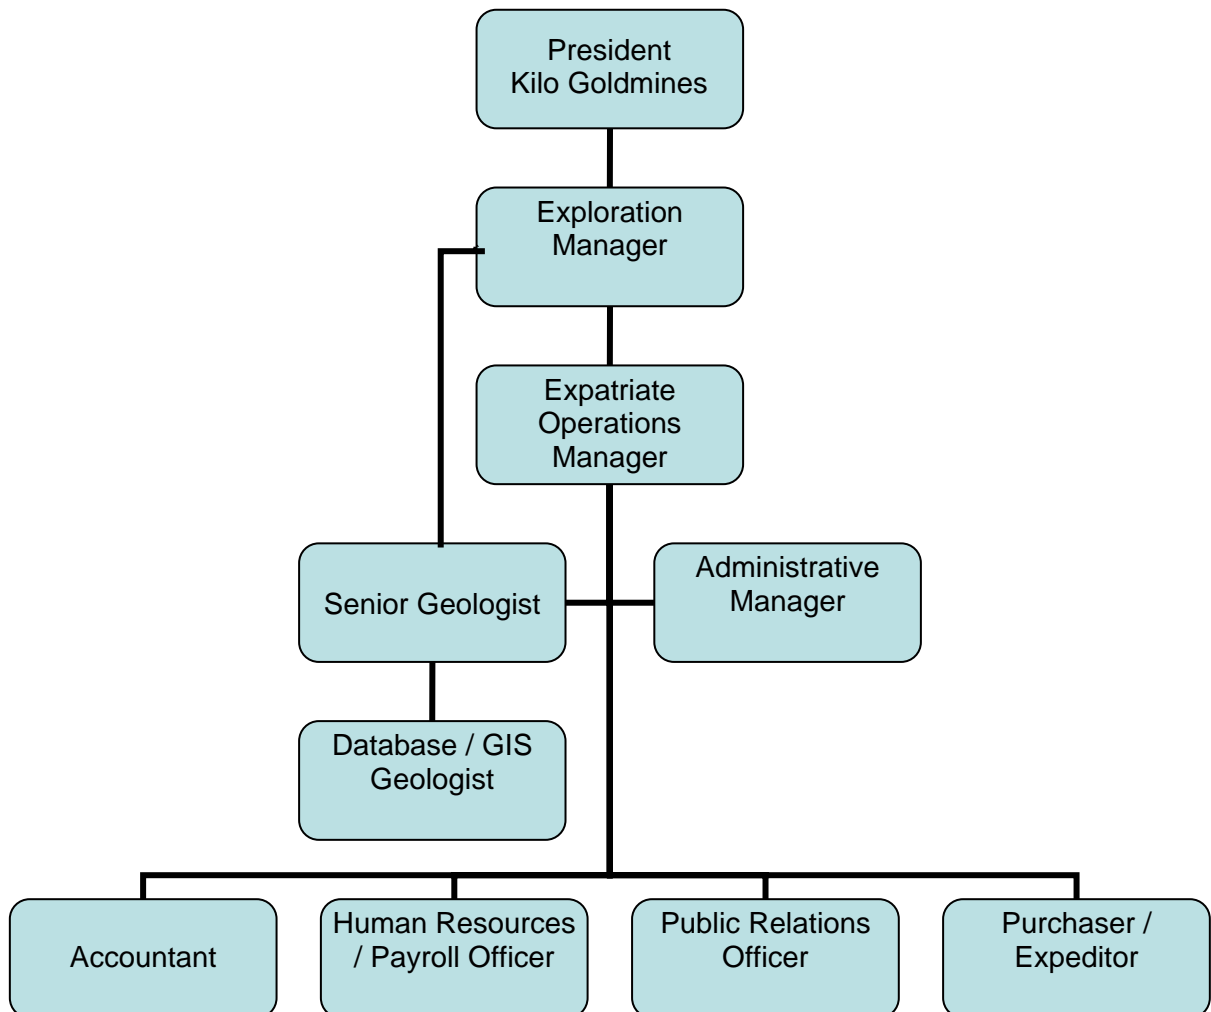 President
Kilo Goldmines
Exploration
Manager
Expatriate
Operations
Manager
Senior Geologist
Administrative
Manager
Database / GIS
Geologist
Accountant
Human Resources
/ Payroll Officer
Public Relations
Officer
Purchaser /
Expeditor